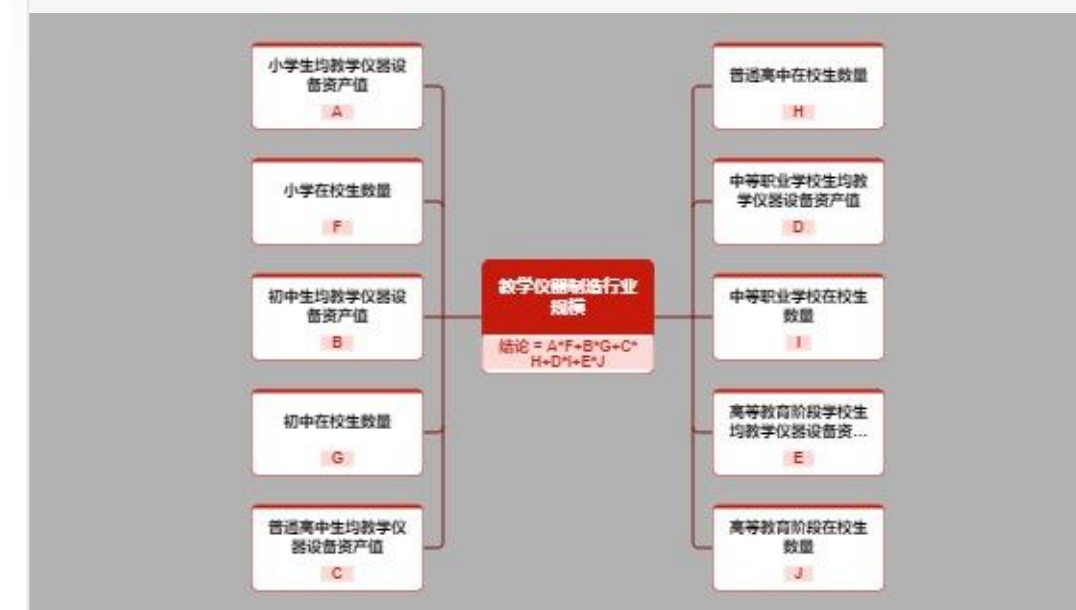 小学生均教学仪器设
备资产值
A
小学在校生数量
F
初中生均教学仪器设
备资产值
B
初中在校生数量
G
普通高中生均教学仪
器设备资产值
C
教学仪器制造行业
规模
结论 = A*F+B*G+C*
H+D*I+E*J
普通高中在校生数量
H
中等职业学校生均教
学仪器设备资产值
D
中等职业学校在校生
数量
I
高等教育阶段学校生
均教学仪器设备资...
E
高等教育阶段在校生
数量
J